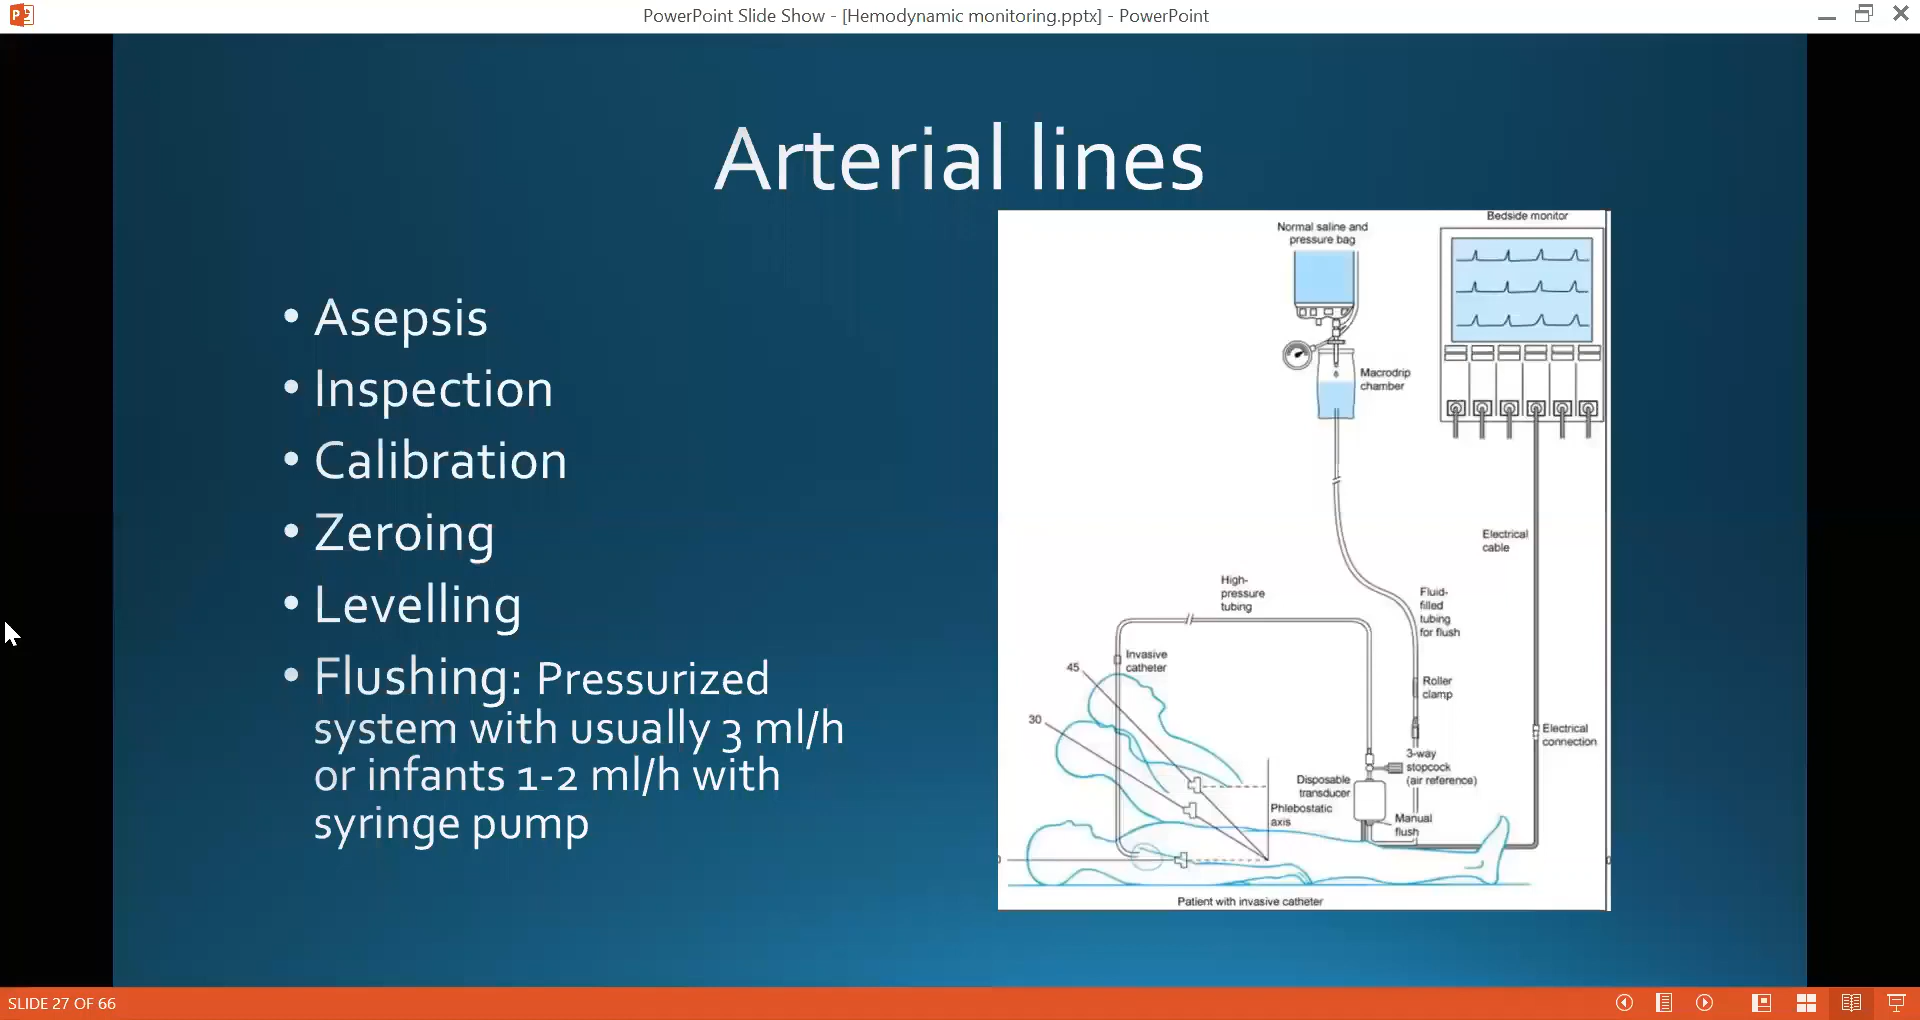 PowerPoint Slide Show - [Hemodynamic monitoring.pptx] - PowerPoint
Arterial lines
• Asepsis
• Inspection
• Calibration
• Zeroing
• Levelling
• Flushing: Pressurized
system with usually 3 ml/h
or infants 1-2 ml/h with
syringe pump
Bedside monitor
Normal saline and
pressure bag
Macrodrip
chamber
Electrical
cable
High-
pressure
tubing
Fluid-
filled
tubing
for flush
Invasive
catheter
45
Roller
clamp
30
Electrical
connection
3-way
stopcock
(air reference)
Disposable
transducer
Phlebostatic
axis
Manual
flush
Patient with invasive catheter
SLIDE 27 OF 66